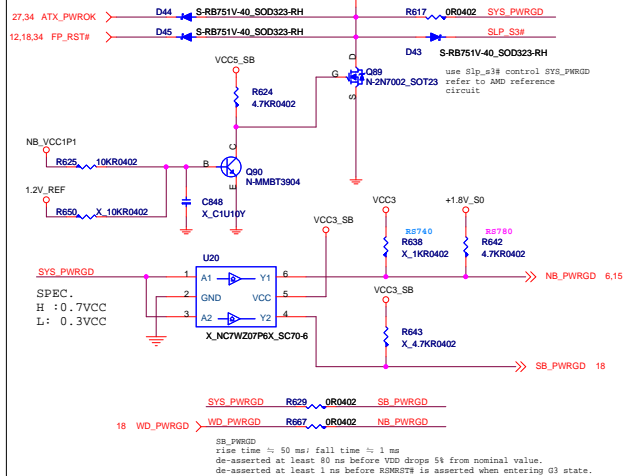 D44 S-RB751V-40_SOD323-RH R617 0R0402 SYS_PWRGD
27,34 ATX_PWROK
D45 S-RB751V-40_SOD323-RH SLP_S3#
12,18,34 FP_RST#
D43 S-RB751V-40_SOD323-RH
VCC5_SB
D
Q89
G N-2N7002_SOT23
S
use Slp_s3# control SYS_PWRGD
refer to AMD reference
circuit
R624
4.7KR0402
NB_VCC1P1
R625 10KR0402
C
B
E
Q90
N-MMBT3904
1.2V_REF
R650 X_10KR0402
C848
X_C1U10Y
VCC3_SB
VCC3
+1.8V_S0
RS740
RS780
R638
X_1KR0402
R642
4.7KR0402
U20
SYS_PWRGD
1 A1 Y1 6
2 GND VCC 5
3 A2 Y2 4
X_NC7WZ07P6X_SC70-6
NB_PWRGD 6,15
SPEC.
H :0.7VCC
L: 0.3VCC
VCC3_SB
R643
X_4.7KR0402
SB_PWRGD 18
SYS_PWRGD R629 0R0402 SB_PWRGD
18 WD_PWRGD WD_PWRGD R667 0R0402 NB_PWRGD
SB_PWRGD
rise time ≒ 50 ms; fall time ≒ 1 ms
de-asserted at least 80 ns before VDD drops 5% from nominal value.
de-asserted at least 1 ns before RSMRST# is asserted when entering G3 state.